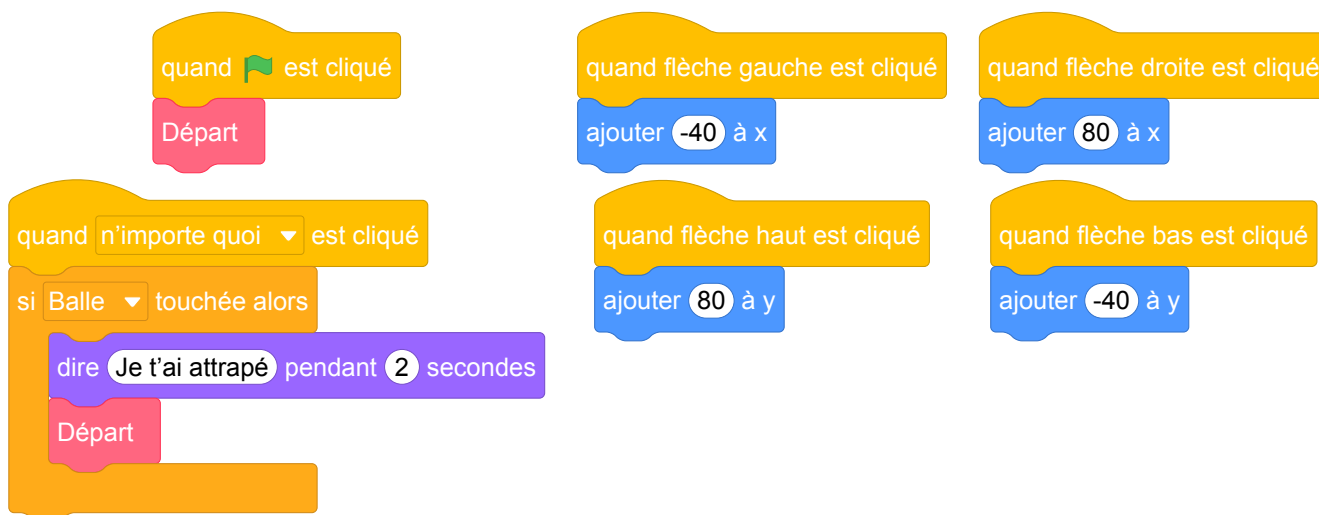 quand est cliqué
Départ
quand flèche gauche est cliqué
ajouter -40 à x
quand flèche droite est cliqué
ajouter 80 à x
quand n’importe quoi est cliqué
si Balle touchée alors
dire Je t’ai attrapé pendant 2 secondes
Départ
quand flèche haut est cliqué
ajouter 80 à y
quand flèche bas est cliqué
ajouter -40 à y